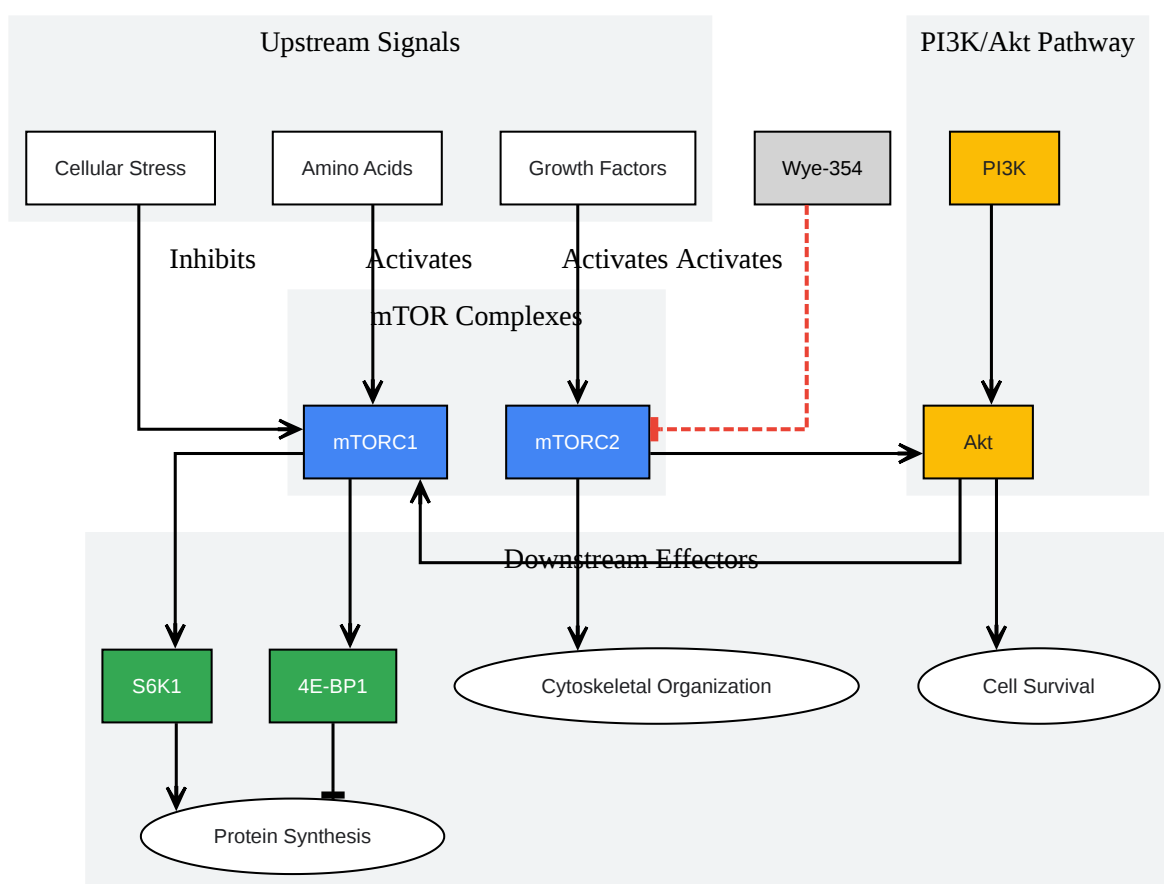 Upstream Signals
PI3K/Akt Pathway
Cellular Stress
Amino Acids
Growth Factors
Wye-354
PI3K
Inhibits
Activates
Activates
Activates
mTOR Complexes
mTORC1
mTORC2
Akt
Downstream Effectors
S6K1
4E-BP1
Cytoskeletal Organization
Cell Survival
Protein Synthesis